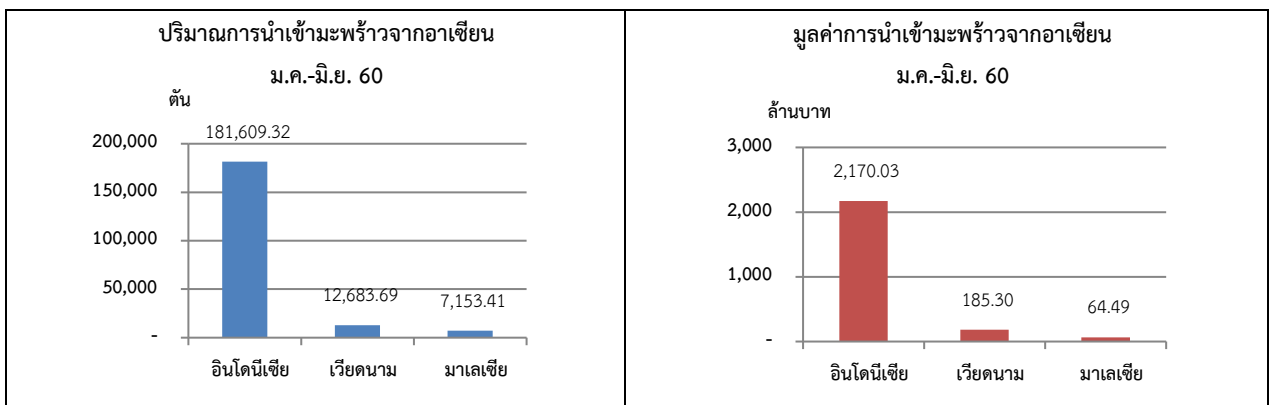 ปริมาณการนำเข้ามะพร้าวจากอาเซียน
ม.ค.-มิ.ย. 60
ตัน
181,609.32
200,000
150,000
100,000
50,000
12,683.69
7,153.41
-
อินโดนีเซีย เวียดนาม มาเลเซีย
มูลค่าการนำเข้ามะพร้าวจากอาเซียน
ม.ค.-มิ.ย. 60
ล้านบาท
3,000
2,170.03
2,000
1,000
185.30
64.49
-
อินโดนีเซีย เวียดนาม มาเลเซีย